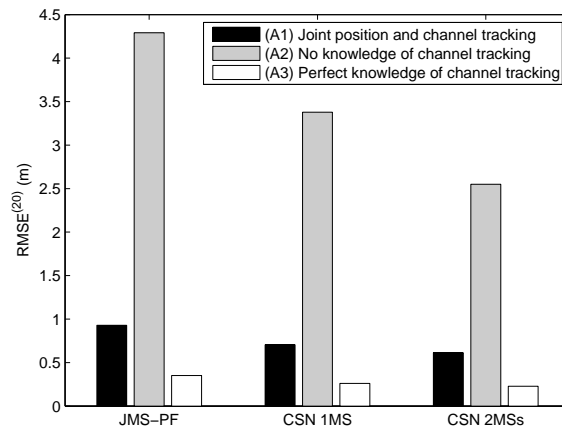 4.5
4
3.5
3
2.5
2
1.5
1
0.5
0
RMSE(20) (m)
(A1) Joint position and channel tracking
(A2) No knowledge of channel tracking
(A3) Perfect knowledge of channel tracking
JMS–PF
CSN 1MS
CSN 2MSs